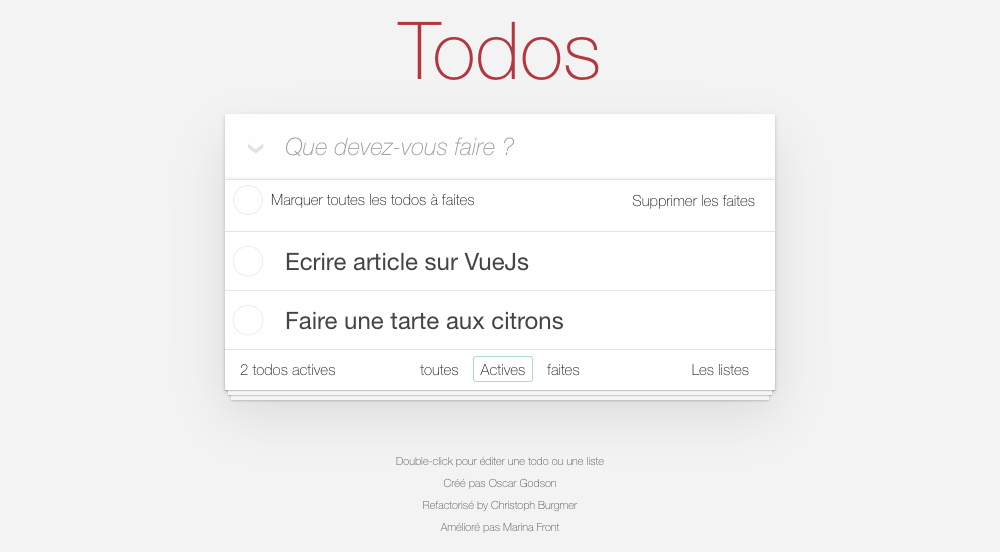 Todos
Que devez-vous faire ?
Marquer toutes les todos à faites
Supprimer les faites
Ecrire article sur VueJs
Faire une tarte aux citrons
2 todos actives
toutes
Actives
faites
Les listes
Double-click pour éditer une todo ou une liste
Créé pas Oscar Godson
Refactorisé by Christoph Burgmer
Amélioré pas Marina Front